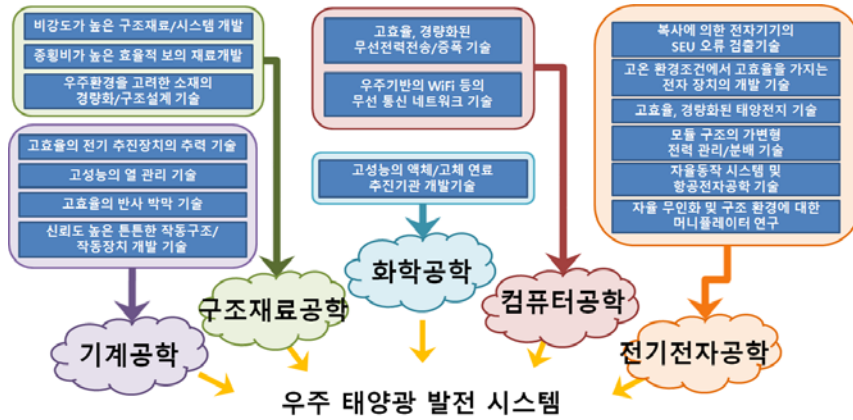 비강도가 높은 구조재료/시스템 개발
종횡비가 높은 효율적 보의 재료개발
우주환경을 고려한 소재의
경량화/구조설계 기술
고효율의 전기 추진장치의 추력 기술
고성능의 열 관리 기술
고효율의 반사 박막 기술
신뢰도 높은 튼튼한 작동구조/
작동장치 개발 기술
고효율, 경량화된
무선전력전송/증폭 기술
우주기반의 WiFi 등의
무선 통신 네트워크 기술
고성능의 액체/고체 연료
추진기관 개발기술
복사에 의한 전자기기의
SEU 오류 검출기술
고온 환경조건에서 고효율을 가지는
전자 장치의 개발 기술
고효율, 경량화된 태양전지 기술
모듈 구조의 가변형
전력 관리/분배 기술
자율동작 시스템 및
항공전자공학 기술
자율 무인화 및 구조 환경에 대한
머니퓰레이터 연구
기계공학
구조재료공학
화학공학
컴퓨터공학
전기전자공학
우주 태양광 발전 시스템